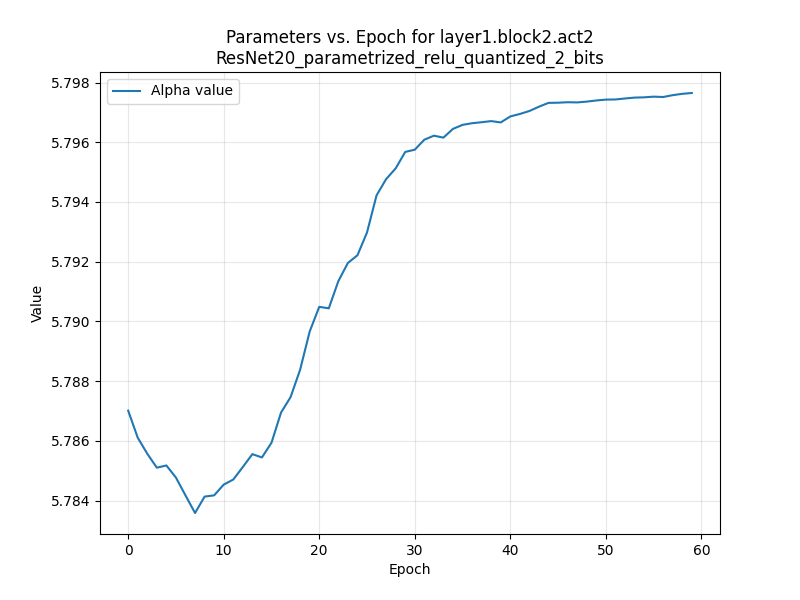 Parameters vs. Epoch for layer1.block2.act2
ResNet20_parametrized_relu_quantized_2_bits
Alpha value
5.798
5.796
5.794
5.792
5.790
5.788
5.786
5.784
Value
0 10 20 30 40 50 60
Epoch